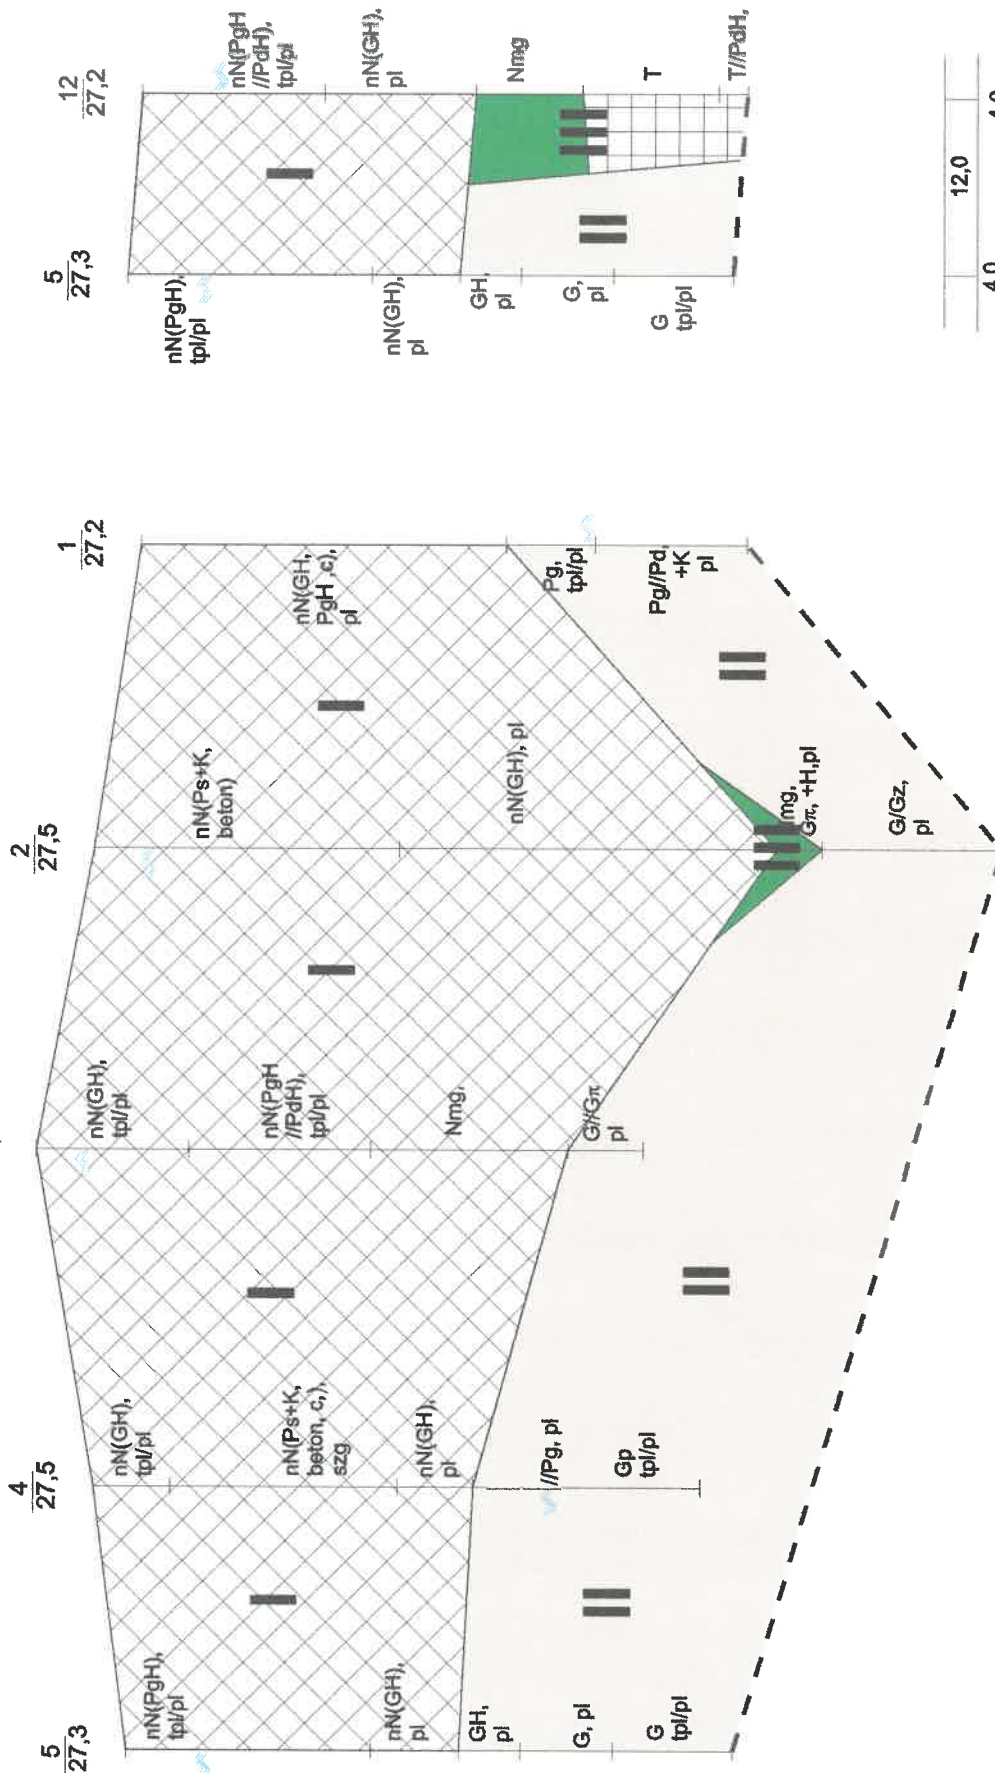 5
27,3
nN(PgH),
tpl/pl
nN(GH),
pl
GH,
pl
G, pl
G
tpl/pl
4
27,5
nN(GH),
tpl/pl
nN(Ps+K,
beton, c,),
szg
nN(GH),
pl
//Pg, pl
Gp
tpl/pl
nN(GH),
tpl/pl
nN(PgH
//PdH),
tpl/pl
Nmg,
G//Gπ
pl
2
27,5
nN(Ps+K,
beton)
nN(GH), pl
mg,
Gπ, +H,pl
G/Gz,
pl
1
27,2
nN(GH,
PgH ,c),
pl
Pg,
tpl/pl
Pg//Pd,
+K
pl
I
I
I
I
II
II
II
III
5
27,3
nN(PgH),
tpl/pl
nN(GH),
pl
GH,
pl
G,
pl
G
tpl/pl
12
27,2
nN(PgH
//PdH),
tpl/pl
nN(GH),
pl
Nmg
T
T//PdH,
I
II
III
12,0
4,0